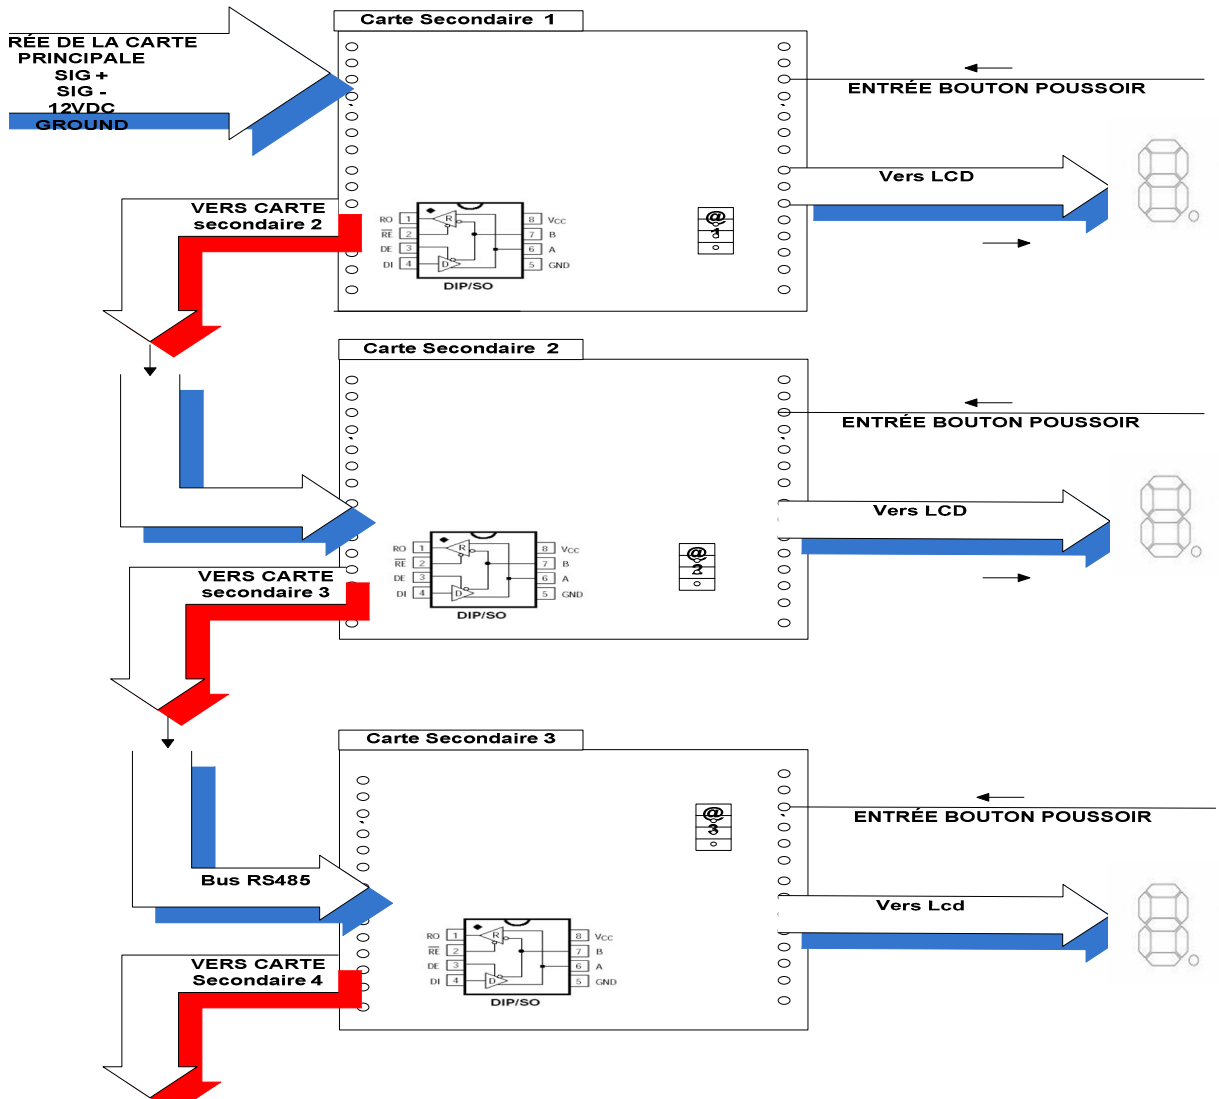 Carte Secondaire 1
RÉE DE LA CARTE
PRINCIPALE
SIG +
SIG -
12VDC
GROUND
ENTRÉE BOUTON POUSSOIR
Vers LCD
VERS CARTE
secondaire 2
RO 1
RE 2
DE 3
DI 4
R
D
8 VCC
7 B
6 A
5 GND
DIP/SO
@
1
Carte Secondaire 2
ENTRÉE BOUTON POUSSOIR
Vers LCD
RO 1
RE 2
DE 3
DI 4
R
D
8 VCC
7 B
6 A
5 GND
DIP/SO
@
2
VERS CARTE
secondaire 3
Carte Secondaire 3
@
3
ENTRÉE BOUTON POUSSOIR
Bus RS485
Vers Lcd
RO 1
RE 2
DE 3
DI 4
R
D
8 VCC
7 B
6 A
5 GND
DIP/SO
VERS CARTE
Secondaire 4